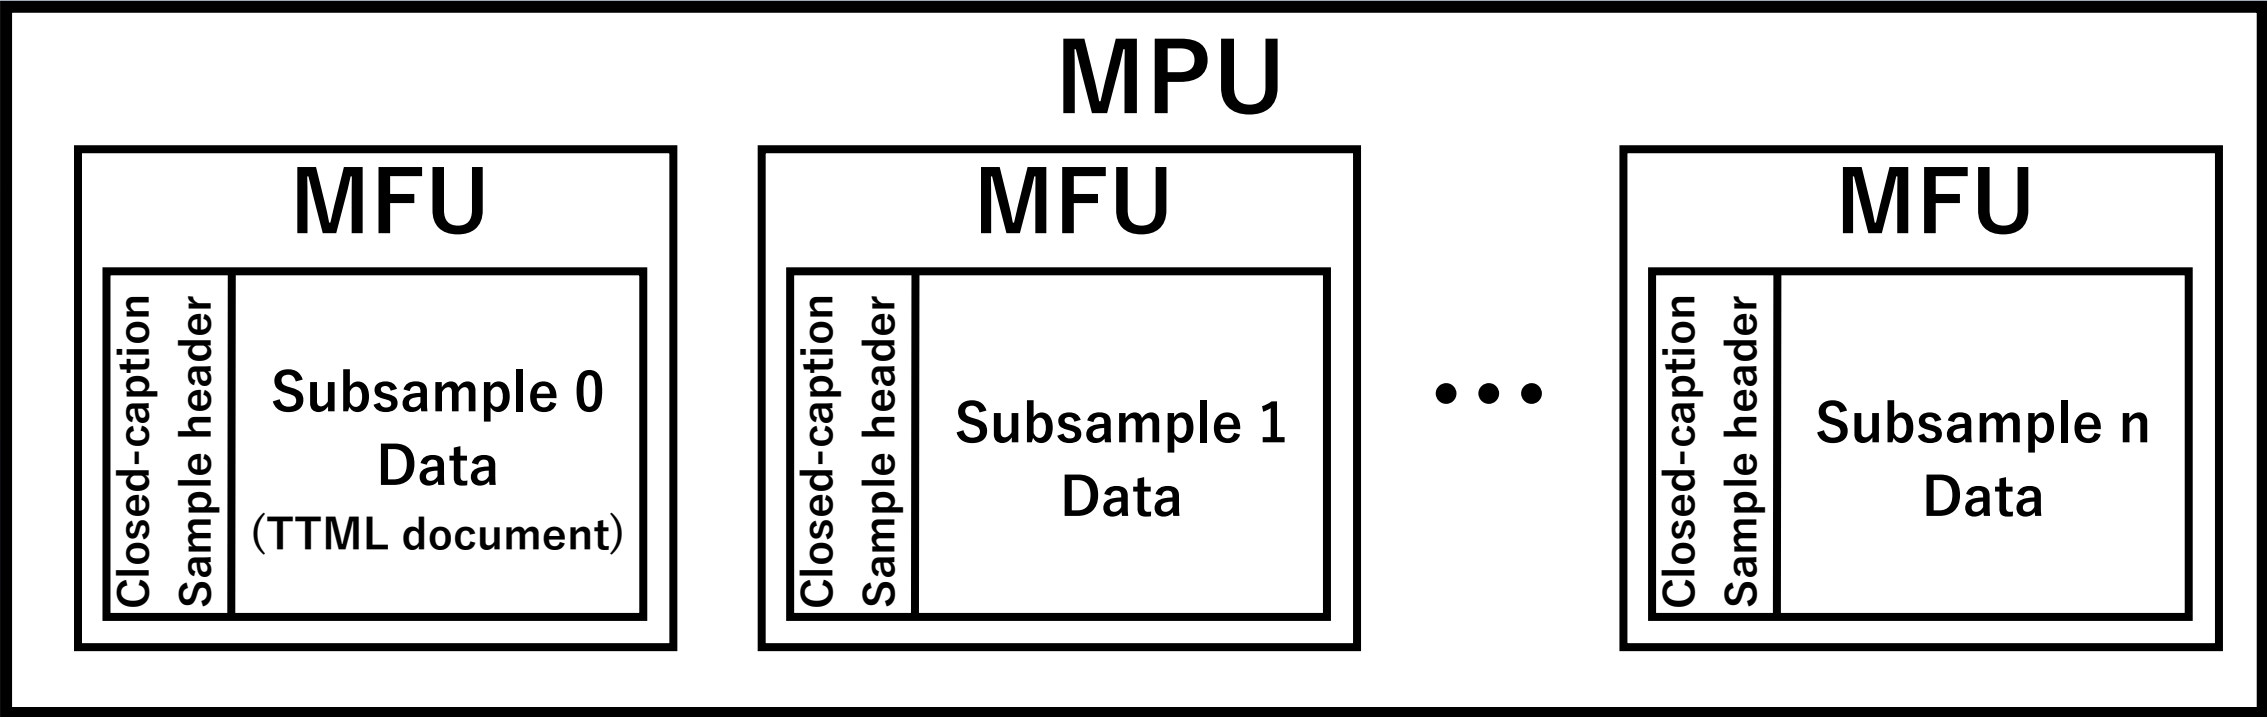 MPU
MFU
Closed-caption
Sample header
Subsample 0
Data
(TTML document)
MFU
Closed-caption
Sample header
Subsample 1
Data
•••
MFU
Closed-caption
Sample header
Subsample n
Data